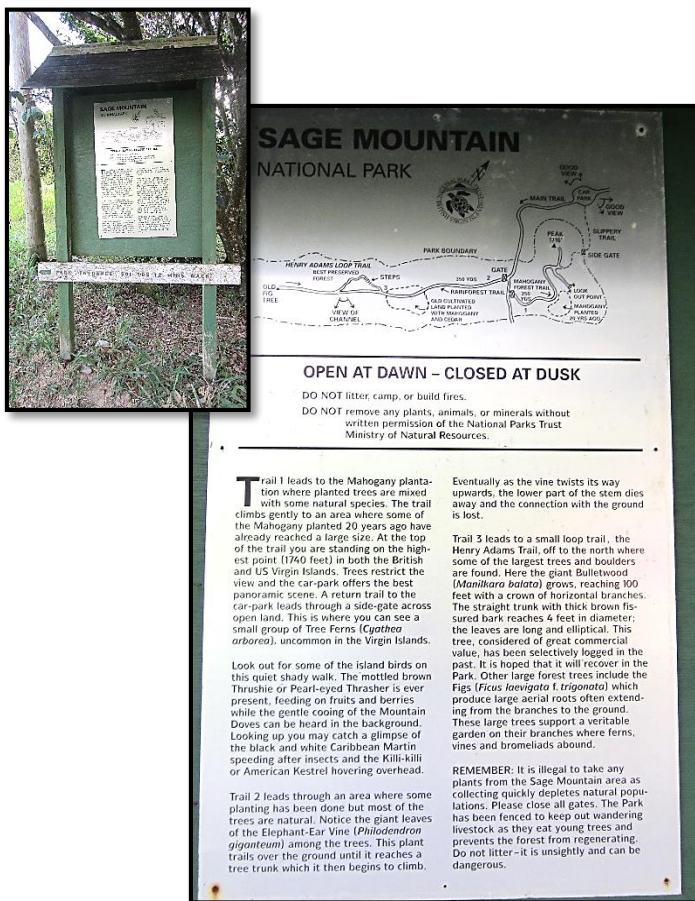 SAGE MOUNTAIN
PARK ENTRANCE 601 YDS 12 MINS WALK
SAGE MOUNTAIN
NATIONAL PARK
GOOD
VIEW
CAR
PARK
MAIN TRAIL
GOOD
VIEW
PEAK
1716'
SLIPPERY
TRAIL
PARK BOUNDARY
SIDE GATE
HENRY ADAMS LOOP TRAIL
BEST PRESERVED
FOREST
STEPS
GATE
350 YDS
2
RAINFOREST TRAIL
MAHOGANY
FOREST TRAIL
OLD
FIG
TREE
3
350
YDS
1
LOOK
OUT POINT
VIEW OF
CHANNEL
OLD CULTIVATED
LAND PLANTED
WITH MAHOGANY
AND CEDAR
MAHOGANY
PLANTED
20 YRS AGO
OPEN AT DAWN – CLOSED AT DUSK
DO NOT litter, camp, or build fires.
DO NOT remove any plants, animals, or minerals without
written permission of the National Parks Trust
Ministry of Natural Resources.
Trail 1 leads to the Mahogany planta-
tion where planted trees are mixed
with some natural species. The trail
climbs gently to an area where some of
the Mahogany planted 20 years ago have
already reached a large size. At the top
of the trail you are standing on the high-
est point (1740 feet) in both the British
and US Virgin Islands. Trees restrict the
view and the car-park offers the best
panoramic scene. A return trail to the
car-park leads through a side-gate across
open land. This is where you can see a
small group of Tree Ferns (Cyathea
arborea), uncommon in the Virgin Islands.
Look out for some of the island birds on
this quiet shady walk. The mottled brown
Thrushie or Pearl-eyed Thrasher is ever
present, feeding on fruits and berries
while the gentle cooing of the Mountain
Doves can be heard in the background.
Looking up you may catch a glimpse of
the black and white Caribbean Martin
speeding after insects and the Killi-killi
or American Kestrel hovering overhead.
Trail 2 leads through an area where some
planting has been done but most of the
trees are natural. Notice the giant leaves
of the Elephant-Ear Vine (Philodendron
giganteum) among the trees. This plant
trails over the ground until it reaches a
tree trunk which it then begins to climb.
Eventually as the vine twists its way
upwards, the lower part of the stem dies
away and the connection with the ground
is lost.
Trail 3 leads to a small loop trail, the
Henry Adams Trail, off to the north where
some of the largest trees and boulders
are found. Here the giant Bulletwood
(Manilkara balata) grows, reaching 100
feet with a crown of horizontal branches.
The straight trunk with thick brown fis-
sured bark reaches 4 feet in diameter;
the leaves are long and elliptical. This
tree, considered of great commercial
value, has been selectively logged in the
past. It is hoped that it will recover in the
Park. Other large forest trees include the
Figs (Ficus laevigata f. trigonata) which
produce large aerial roots often extend-
ing from the branches to the ground.
These large trees support a veritable
garden on their branches where ferns,
vines and bromeliads abound.
REMEMBER: It is illegal to take any
plants from the Sage Mountain area as
collecting quickly depletes natural popu-
lations. Please close all gates. The Park
has been fenced to keep out wandering
livestock as they eat young trees and
prevents the forest from regenerating.
Do not litter–it is unsightly and can be
dangerous.